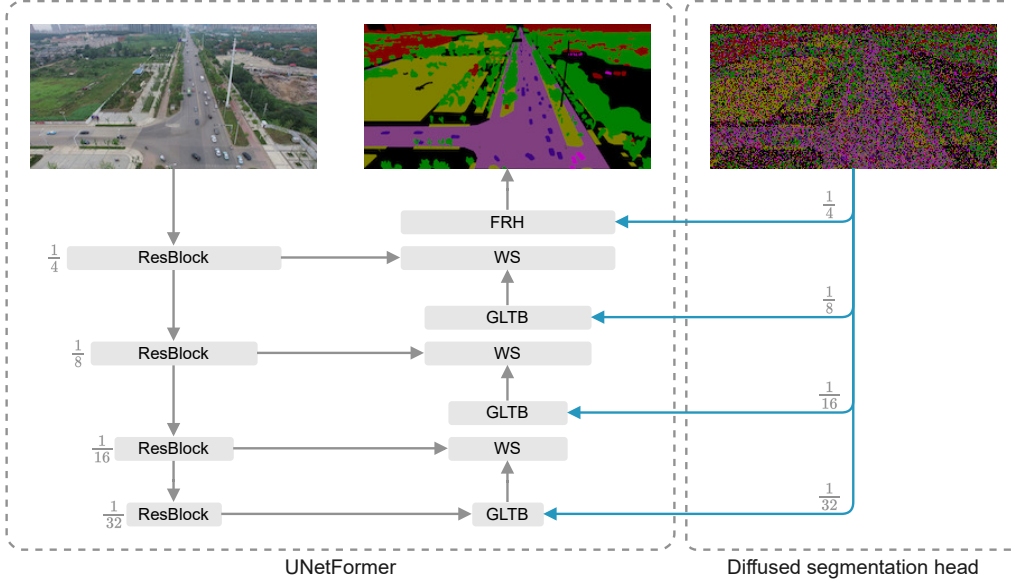 FRH
1/4
1/4
ResBlock
WS
GLTB
1/8
1/8
ResBlock
WS
GLTB
1/16
1/16
ResBlock
WS
1/32
1/32
ResBlock
GLTB
UNetFormer
Diffused segmentation head